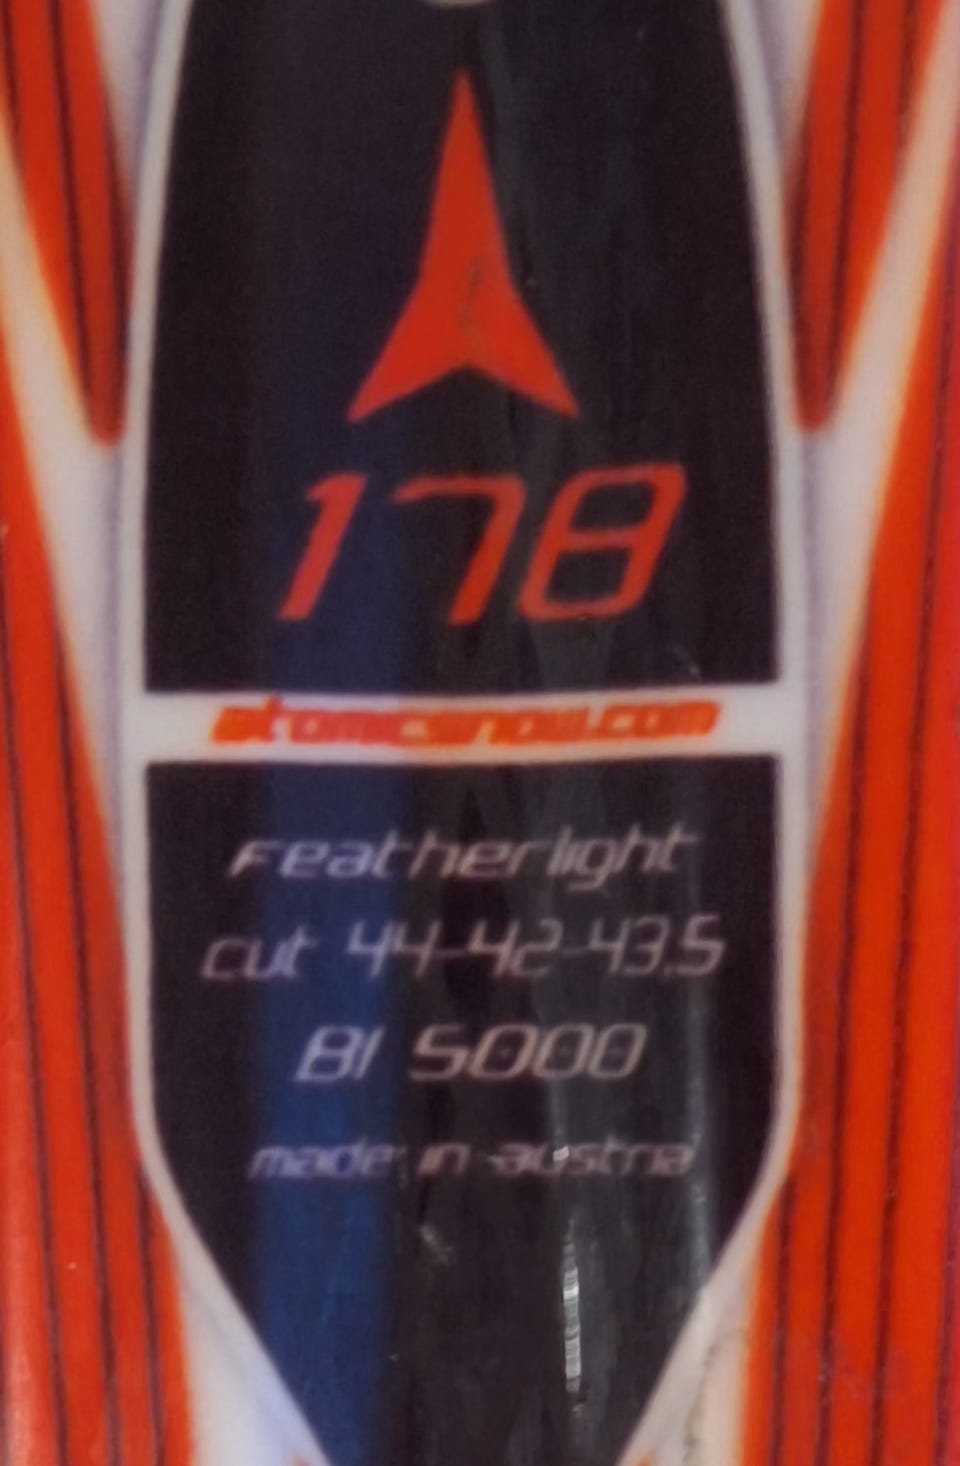 178
atomicsnow.com
Featherlight
cut 44-42-43,5
BI 5000
made in austria